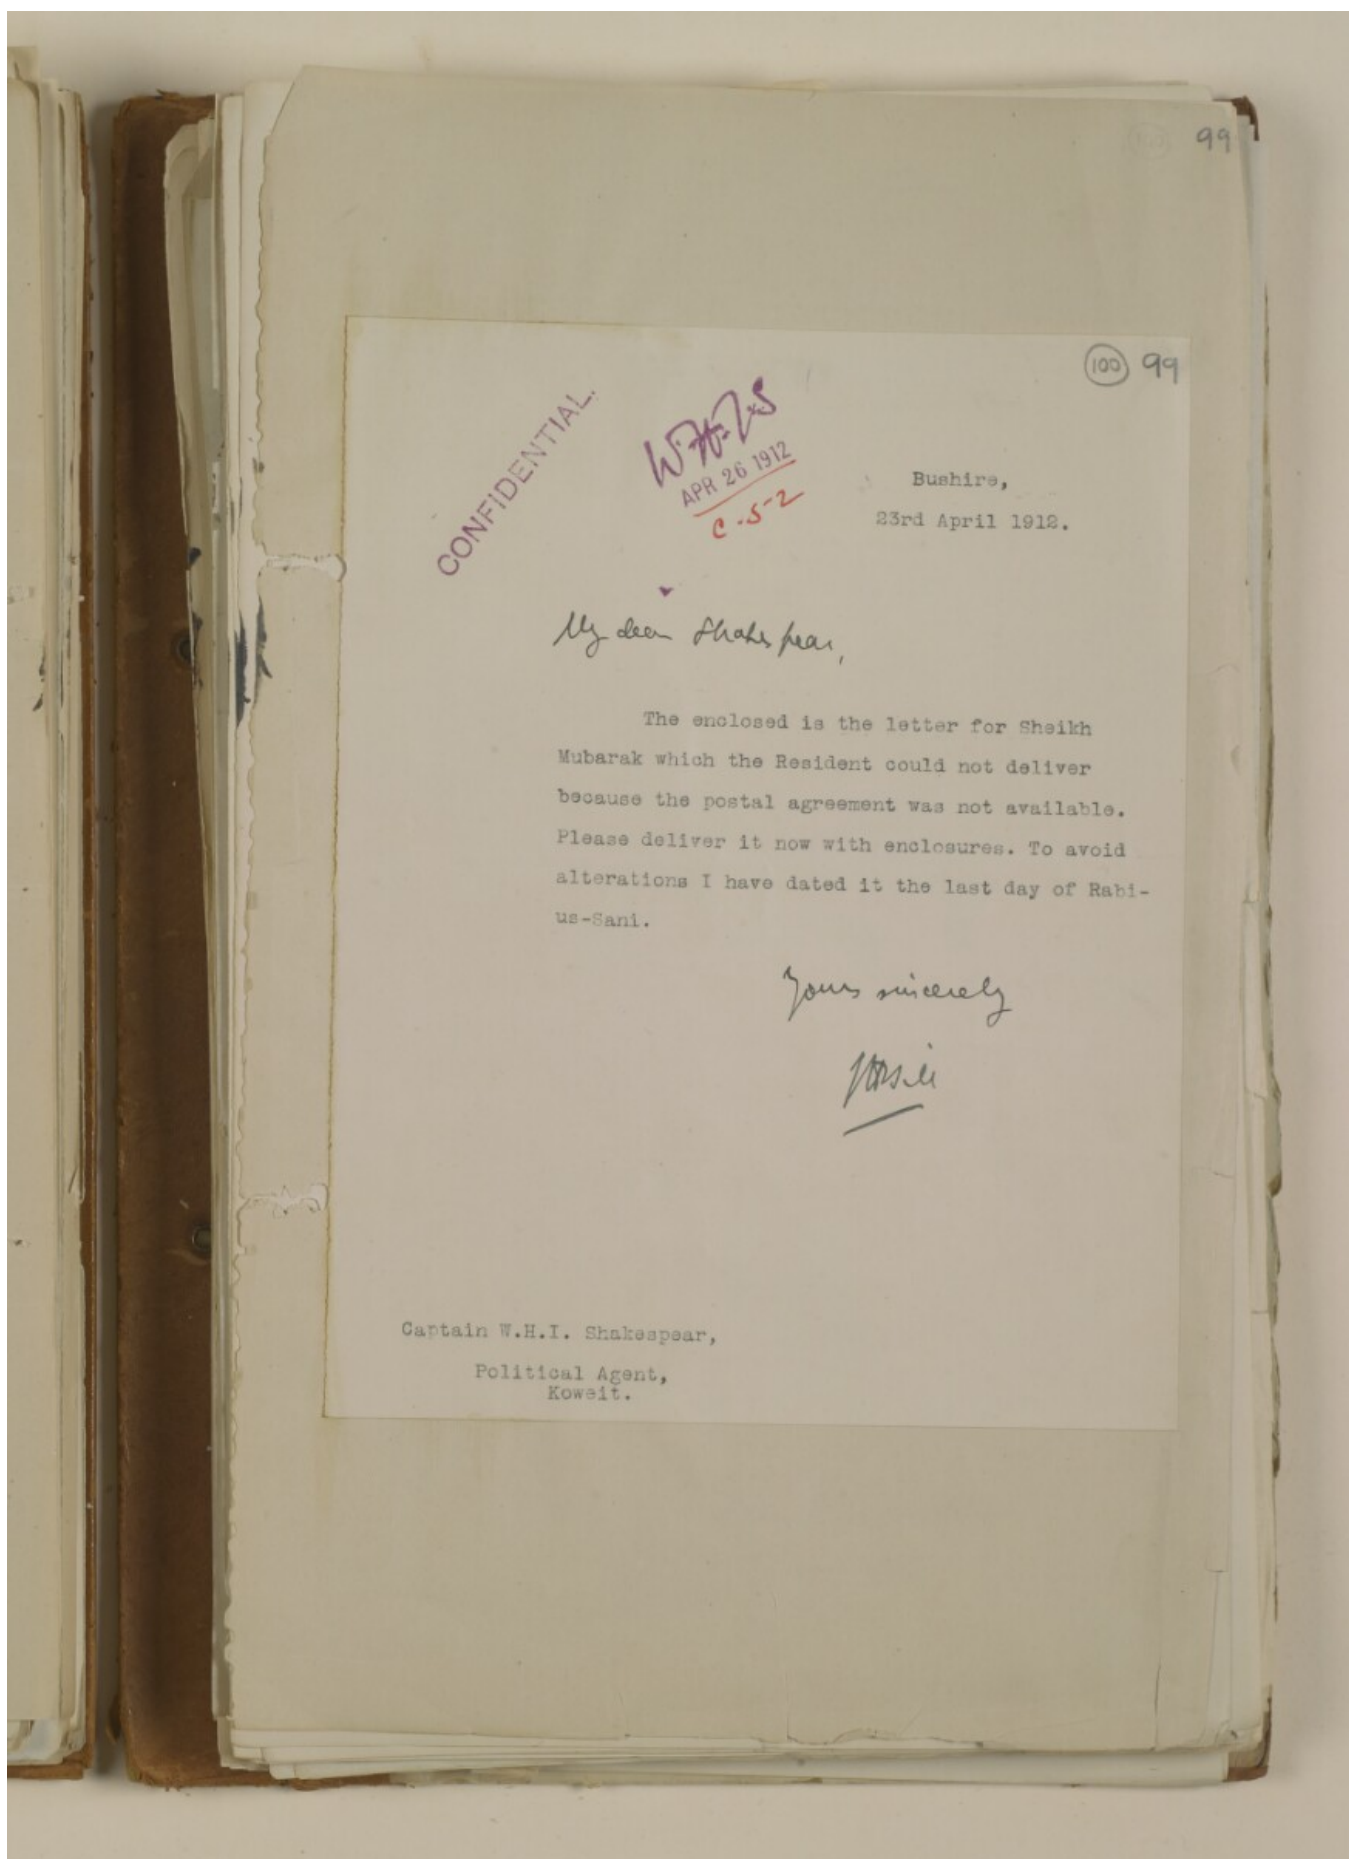 99
100 99
CONFIDENTIAL.
W.H.I.S
APR 26 1912
C-5-2
Bushire,
23rd April 1912.
My dear Shakespear,
The enclosed is the letter for Sheikh
Mubarak which the Resident could not deliver
because the postal agreement was not available.
Please deliver it now with enclosures. To avoid
alterations I have dated it the last day of Rabi-
us-Sani.
Yours sincerely
Captain W.H.I. Shakespear,
Political Agent,
Koweit.